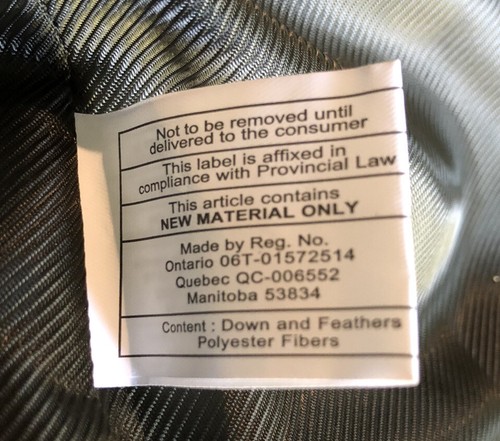 Not to be removed until
delivered to the consumer
This label is affixed in
compliance with Provincial Law
This article contains
NEW MATERIAL ONLY
Made by Reg. No.
Ontario 06T-01572514
Quebec QC-006552
Manitoba 53834
Content : Down and Feathers
Polyester Fibers